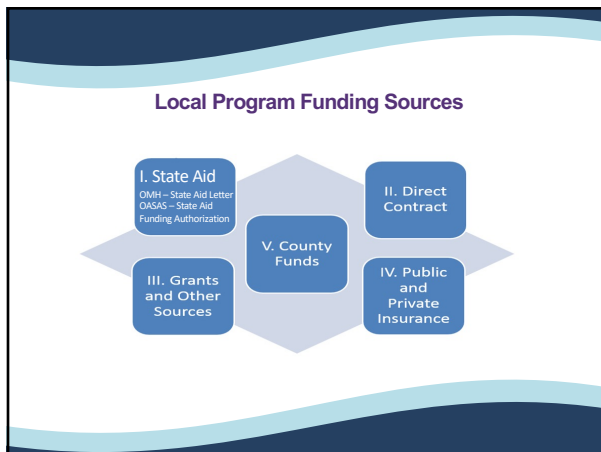 Local Program Funding Sources
I. State Aid
OMH – State Aid Letter
OASAS – State Aid
Funding Authorization
II. Direct
Contract
V. County
Funds
III. Grants
and Other
Sources
IV. Public
and
Private
Insurance